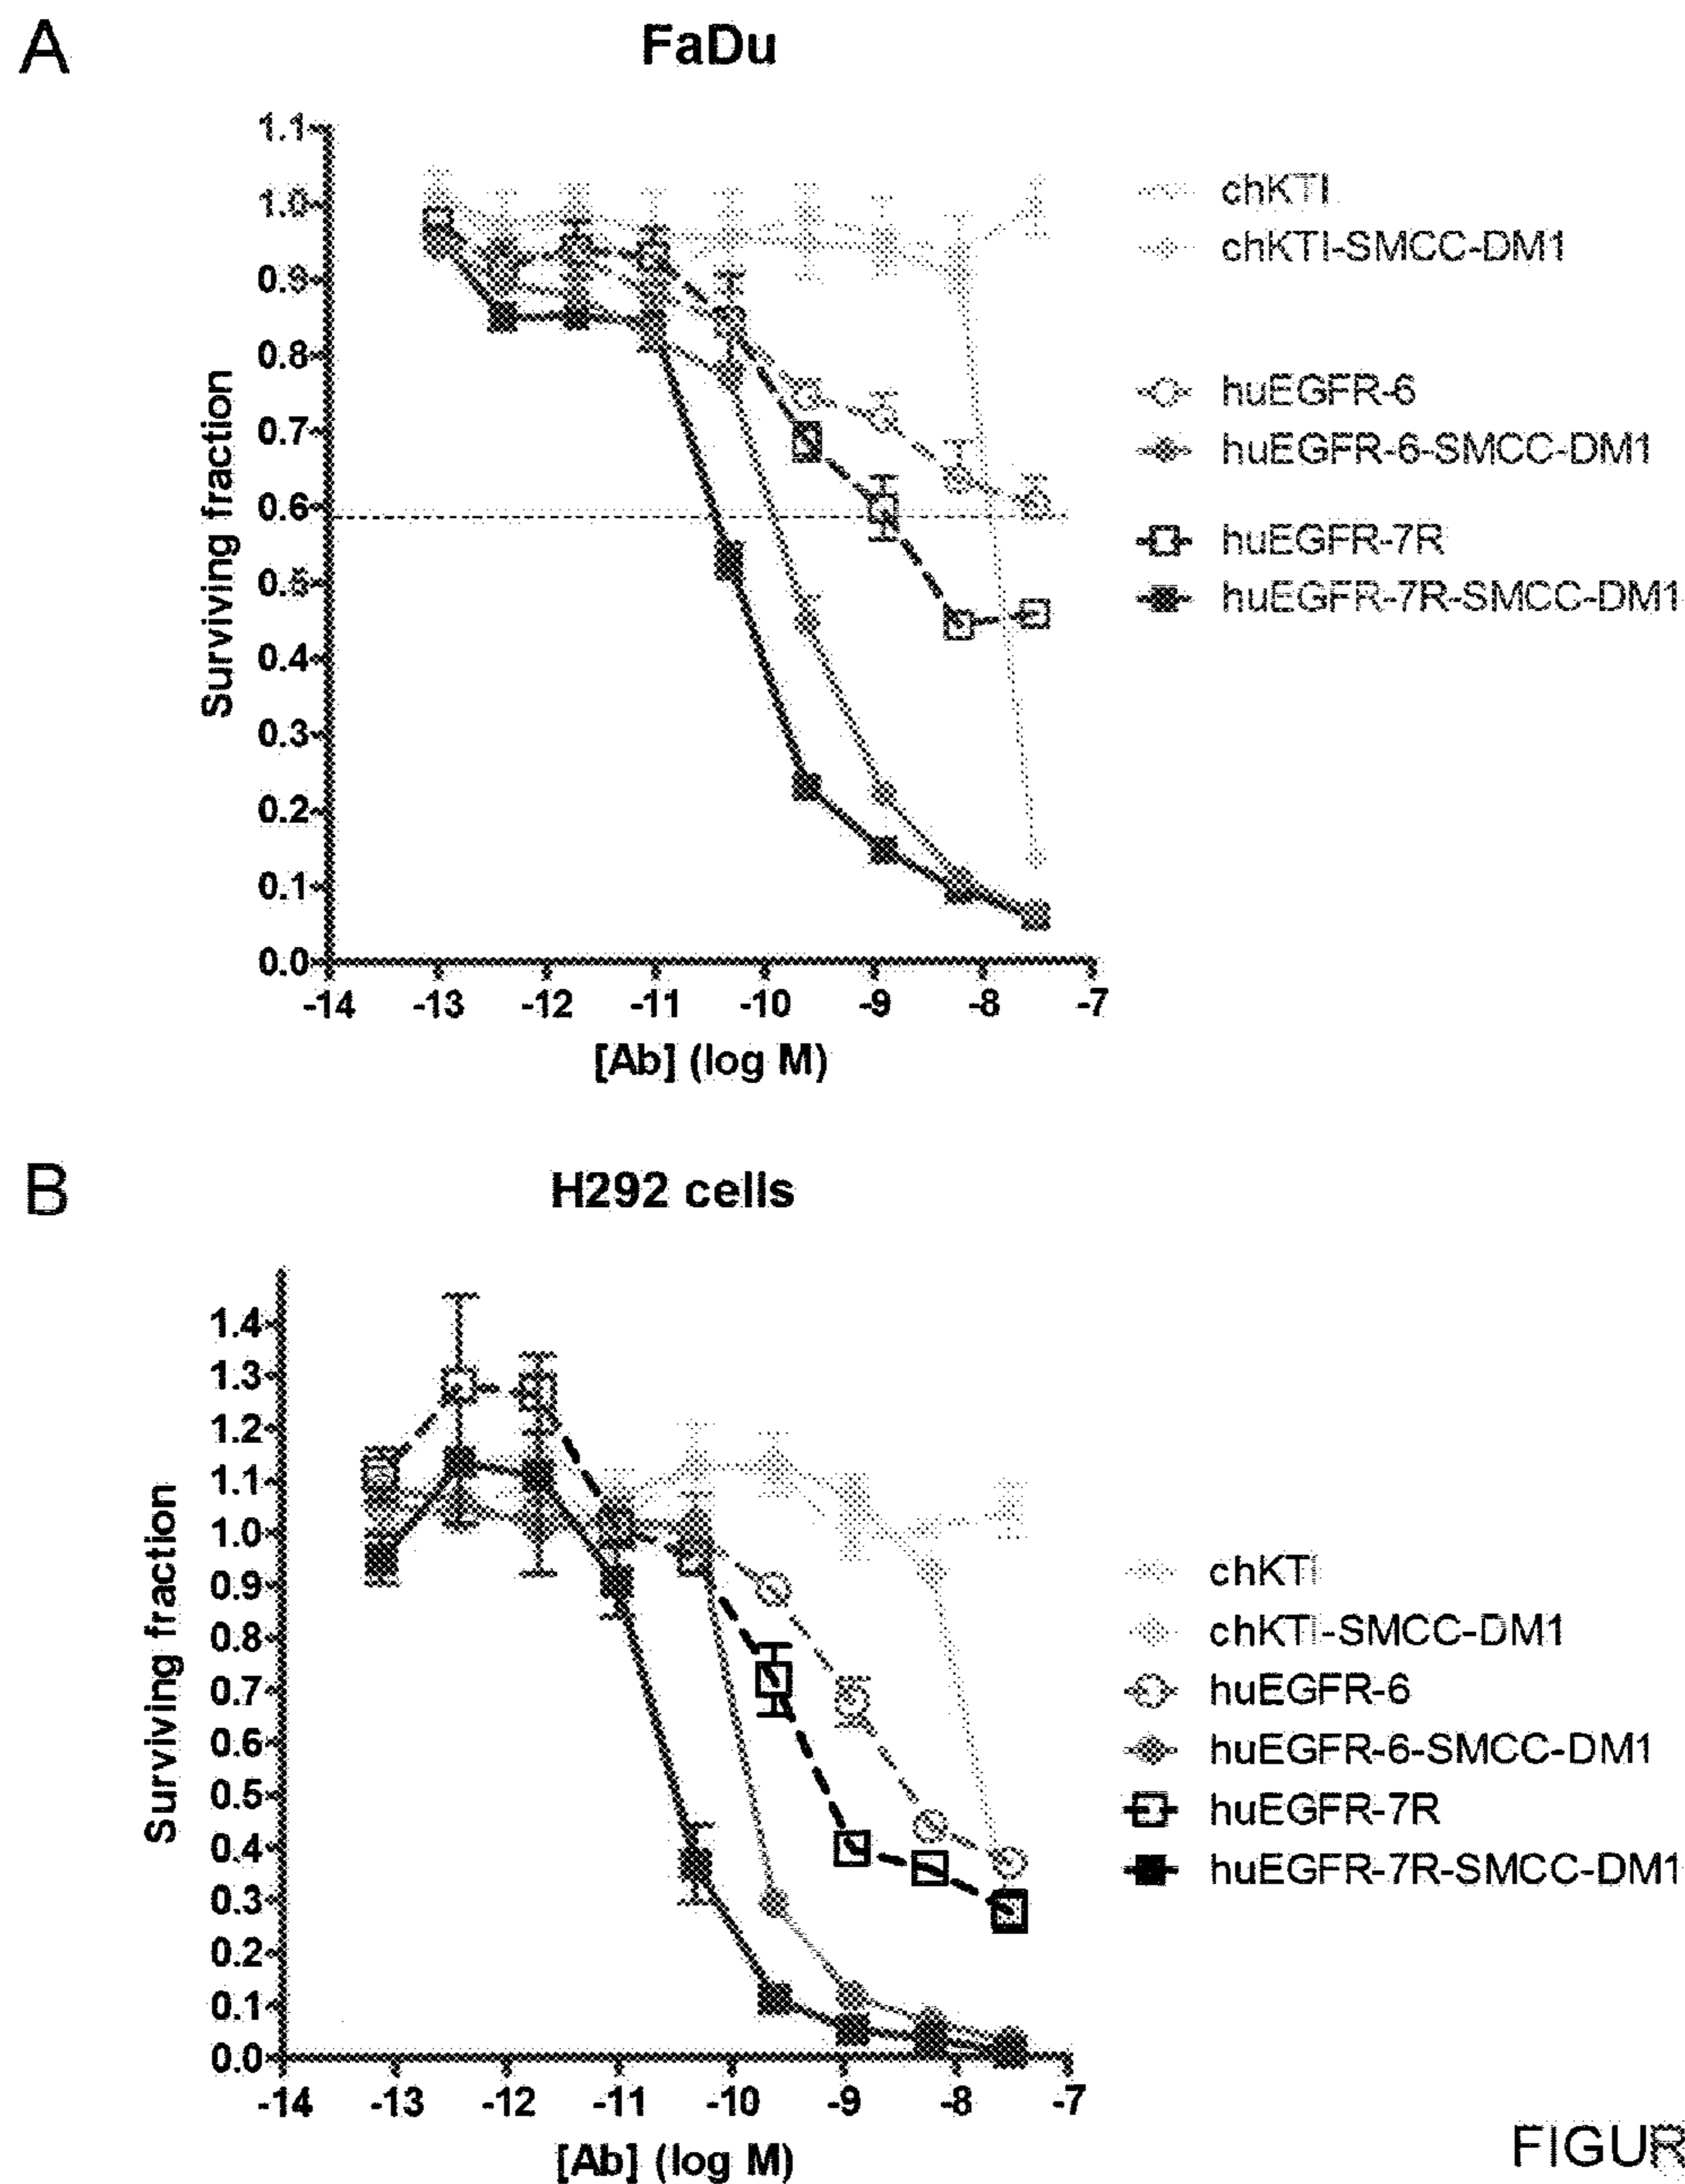 A
FaDu
1.1
1.0
0.9
0.8
0.7
0.6
0.5
0.4
0.3
0.2
0.1
0.0
Surviving fraction
-14 -13 -12 -11 -10 -9 -8 -7
[Ab] (log M)
chKTI
chKTI-SMCC-DM1
huEGFR-6
huEGFR-6-SMCC-DM1
huEGFR-7R
huEGFR-7R-SMCC-DM1
B
H292 cells
1.4
1.3
1.2
1.1
1.0
0.9
0.8
0.7
0.6
0.5
0.4
0.3
0.2
0.1
0.0
Surviving fraction
-14 -13 -12 -11 -10 -9 -8 -7
[Ab] (log M)
chKTI
chKTI-SMCC-DM1
huEGFR-6
huEGFR-6-SMCC-DM1
huEGFR-7R
huEGFR-7R-SMCC-DM1
FIGUR